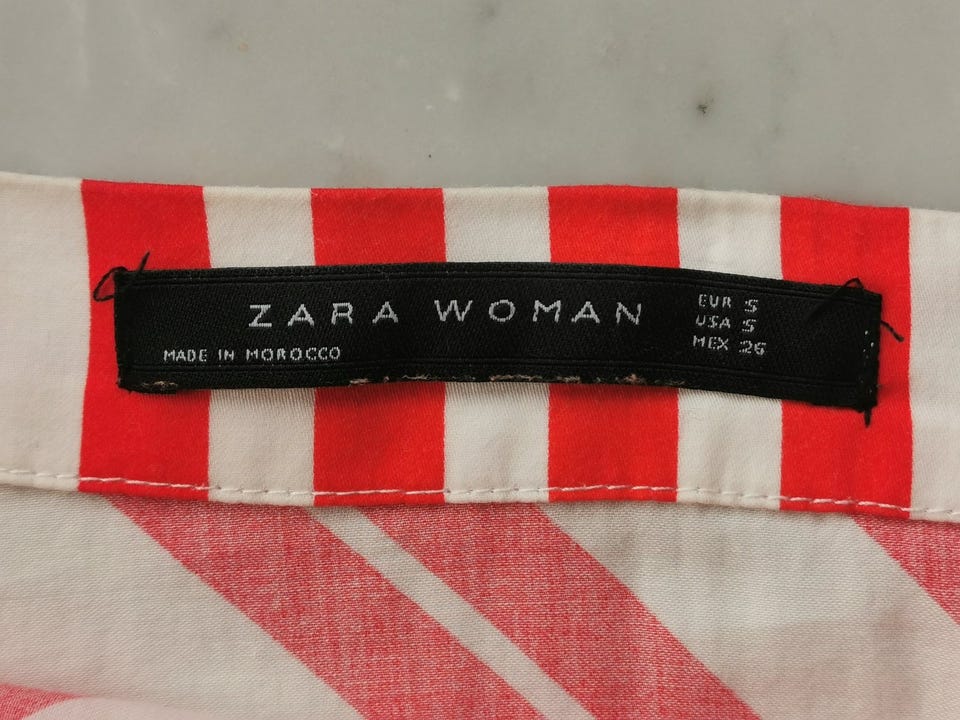 ZARA WOMAN
MADE IN MOROCCO
EUR S
USA S
MEX 26